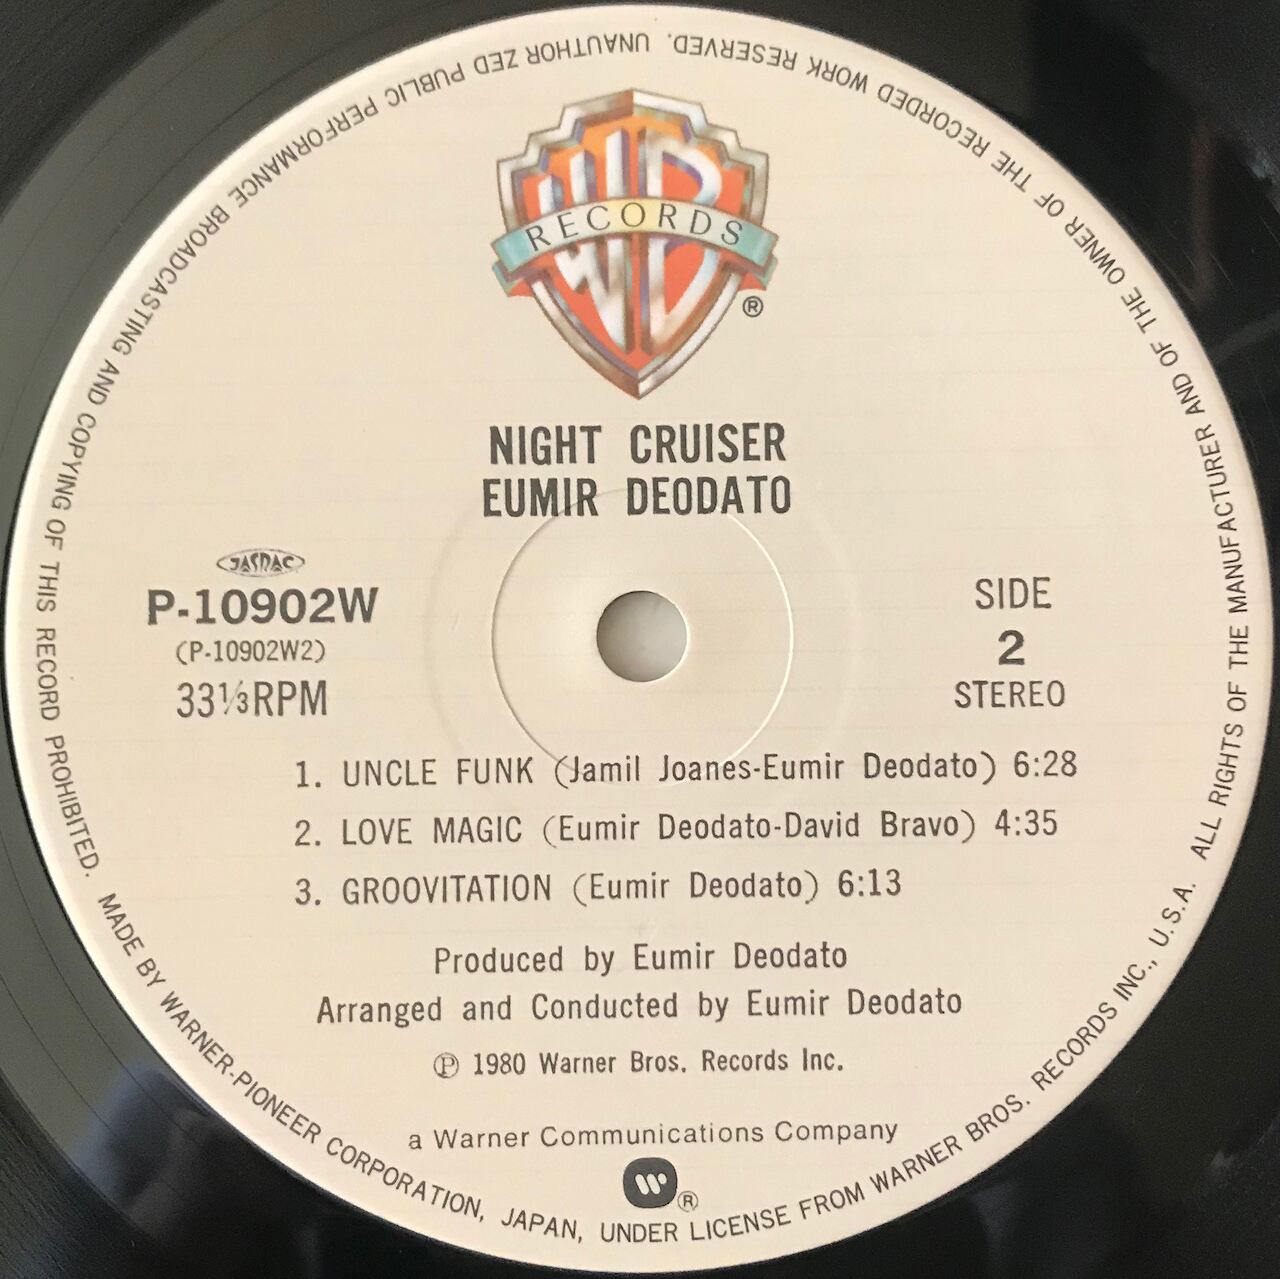 WB
RECORDS
®
NIGHT CRUISER
EUMIR DEODATO
JASRAC
P-10902W
(P-10902W2)
33⅓RPM
SIDE
2
STEREO
1. UNCLE FUNK (Jamil Joanes-Eumir Deodato) 6:28
2. LOVE MAGIC (Eumir Deodato-David Bravo) 4:35
3. GROOVITATION (Eumir Deodato) 6:13
Produced by Eumir Deodato
Arranged and Conducted by Eumir Deodato
℗ 1980 Warner Bros. Records Inc.
a Warner Communications Company
W®
MADE BY WARNER-PIONEER CORPORATION, JAPAN, UNDER LICENSE FROM WARNER BROS. RECORDS INC., U.S.A. ALL RIGHTS OF THE MANUFACTURER AND OF THE OWNER OF THE RECORDED WORK RESERVED. UNAUTHOR ZED PUBLIC PERFORMANCE BROADCASTING AND COPYING OF THIS RECORD PROHIBITED.